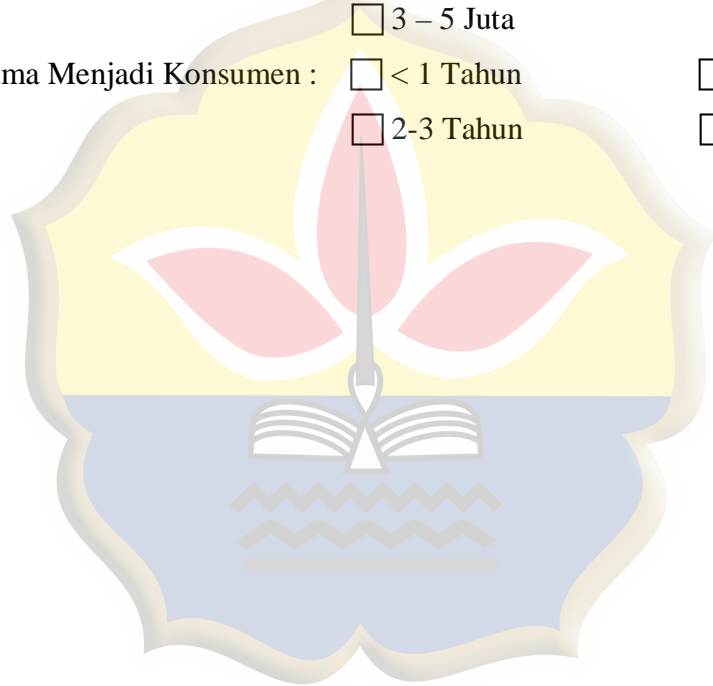 ☐ 3 – 5 Juta
ma Menjadi Konsumen : ☐ < 1 Tahun ☐
☐ 2-3 Tahun ☐